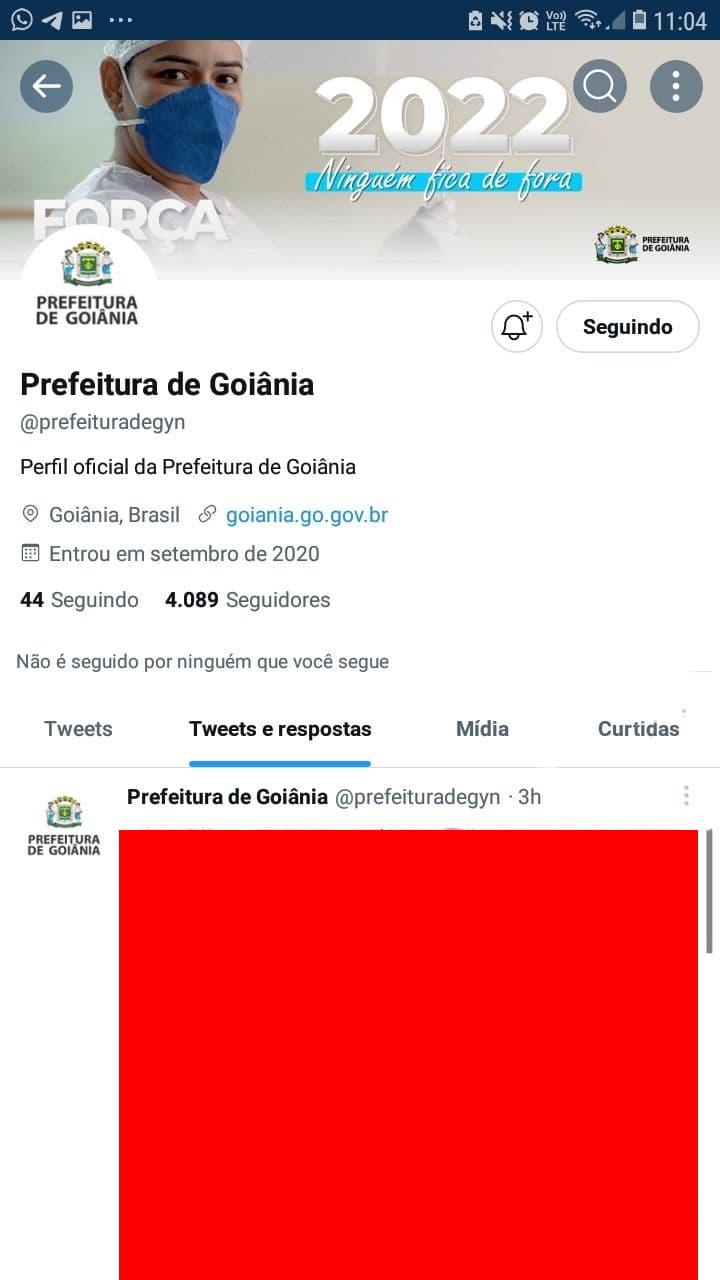 Vo))
LTE
11:04
2022
Ninguém fica de fora
FORÇA
PREFEITURA
DE GOIÂNIA
PREFEITURA
DE GOIÂNIA
Seguindo
Prefeitura de Goiânia
@prefeituradegyn
Perfil oficial da Prefeitura de Goiânia
Goiânia, Brasil goiania.go.gov.br
Entrou em setembro de 2020
44 Seguindo 4.089 Seguidores
Não é seguido por ninguém que você segue
Tweets Tweets e respostas Mídia Curtidas
Prefeitura de Goiânia @prefeituradegyn · 3h
PREFEITURA
DE GOIÂNIA